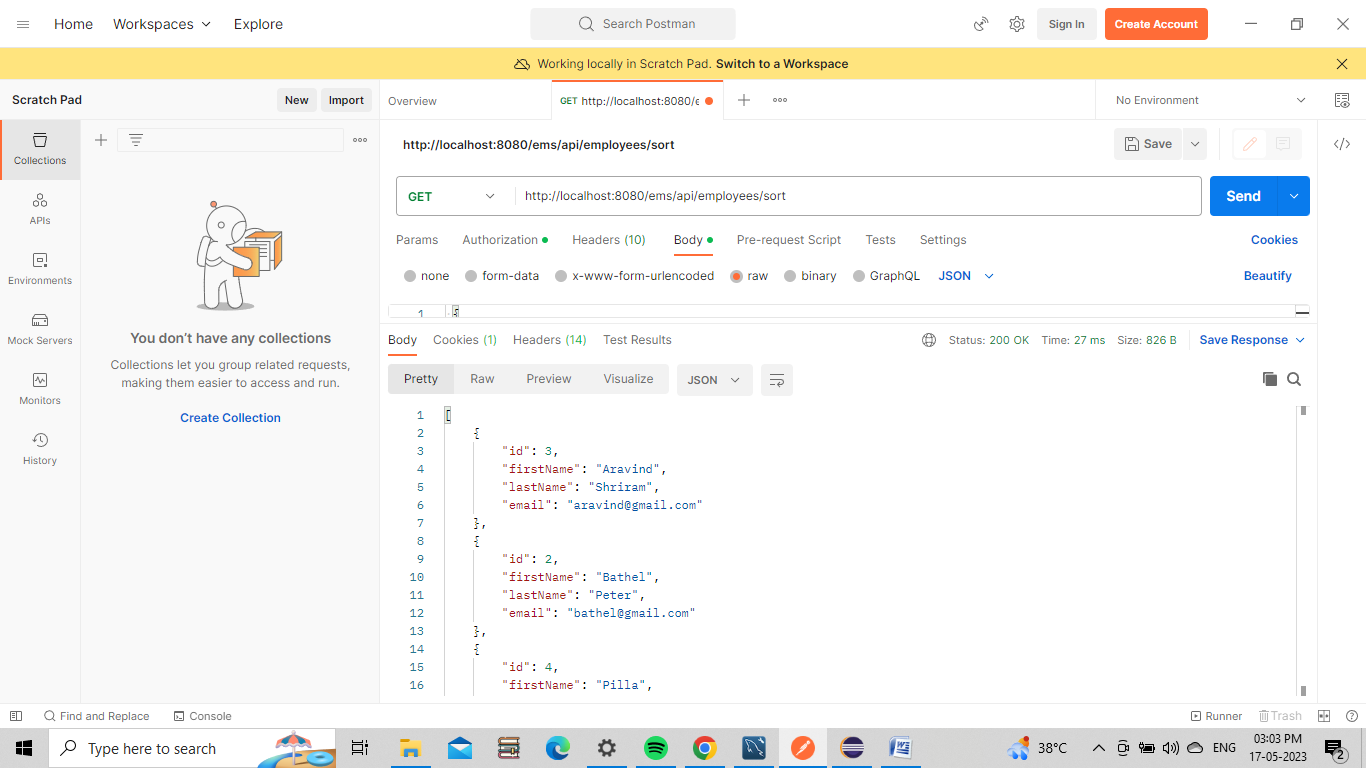 Home Workspaces Explore Search Postman Sign In Create Account
Working locally in Scratch Pad. Switch to a Workspace
Scratch Pad New Import Overview GET http://localhost:8080/e No Environment
Collections
APIs
Environments
Mock Servers
Monitors
History
You don't have any collections
Collections let you group related requests,
making them easier to access and run.
Create Collection
http://localhost:8080/ems/api/employees/sort Save
GET http://localhost:8080/ems/api/employees/sort Send
Params Authorization Headers (10) Body Pre-request Script Tests Settings Cookies
none form-data x-www-form-urlencoded raw binary GraphQL JSON Beautify
1 {
Body Cookies (1) Headers (14) Test Results Status: 200 OK Time: 27 ms Size: 826 B Save Response
Pretty Raw Preview Visualize JSON
1 [
2 {
3 "id": 3,
4 "firstName": "Aravind",
5 "lastName": "Shriram",
6 "email": "aravind@gmail.com"
7 },
8 {
9 "id": 2,
10 "firstName": "Bathel",
11 "lastName": "Peter",
12 "email": "bathel@gmail.com"
13 },
14 {
15 "id": 4,
16 "firstName": "Pilla",
Find and Replace Console Runner Trash
Type here to search 38°C ENG 03:03 PM
17-05-2023 2